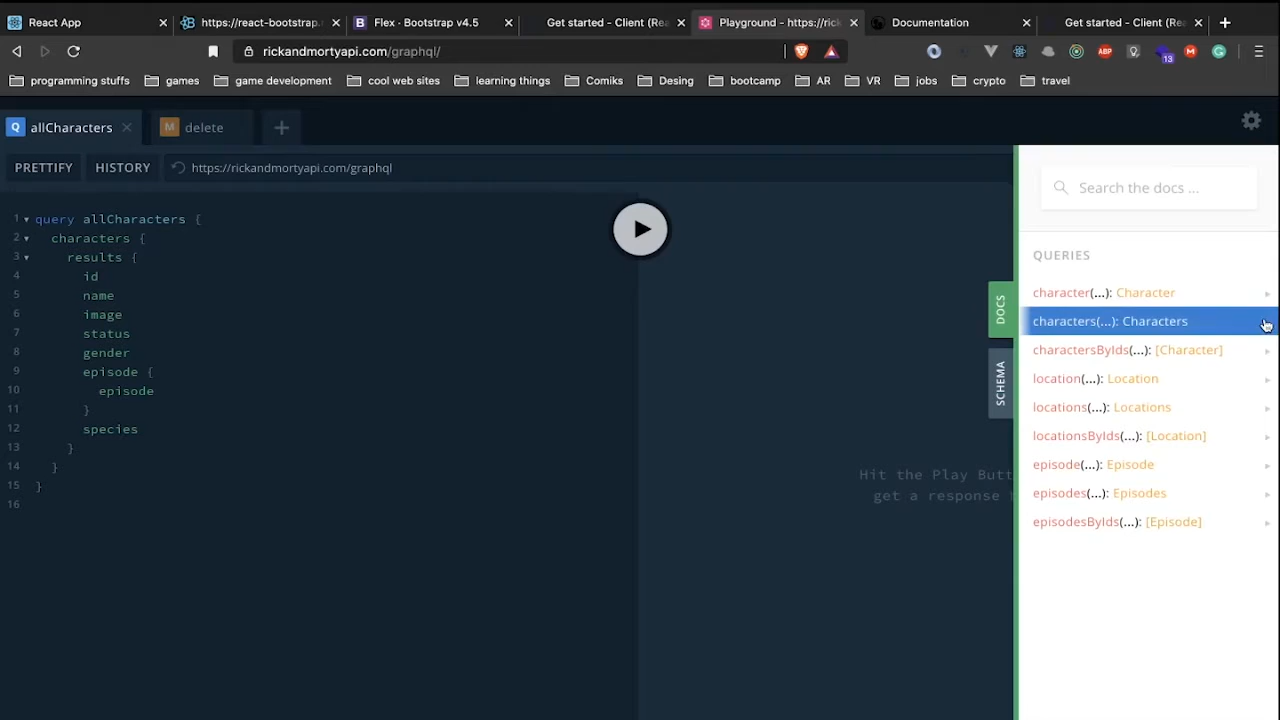 React App
https://react-bootstrap.
Flex · Bootstrap v4.5
Get started - Client (Rea
Playground - https://rick
Documentation
Get started - Client (Rea
rickandmortyapi.com/graphql/
ABP
13
M
G
programming stuffs
games
game development
cool web sites
learning things
Comiks
Desing
bootcamp
AR
VR
jobs
crypto
travel
Q allCharacters
M delete
PRETTIFY
HISTORY
https://rickandmortyapi.com/graphql
1 query allCharacters {
2 characters {
3 results {
4 id
5 name
6 image
7 status
8 gender
9 episode {
10 episode
11 }
12 species
13 }
14 }
15 }
16
Hit the Play Butt
get a response
DOCS
SCHEMA
Search the docs ...
QUERIES
character(...): Character
characters(...): Characters
charactersByIds(...): [Character]
location(...): Location
locations(...): Locations
locationsByIds(...): [Location]
episode(...): Episode
episodes(...): Episodes
episodesByIds(...): [Episode]